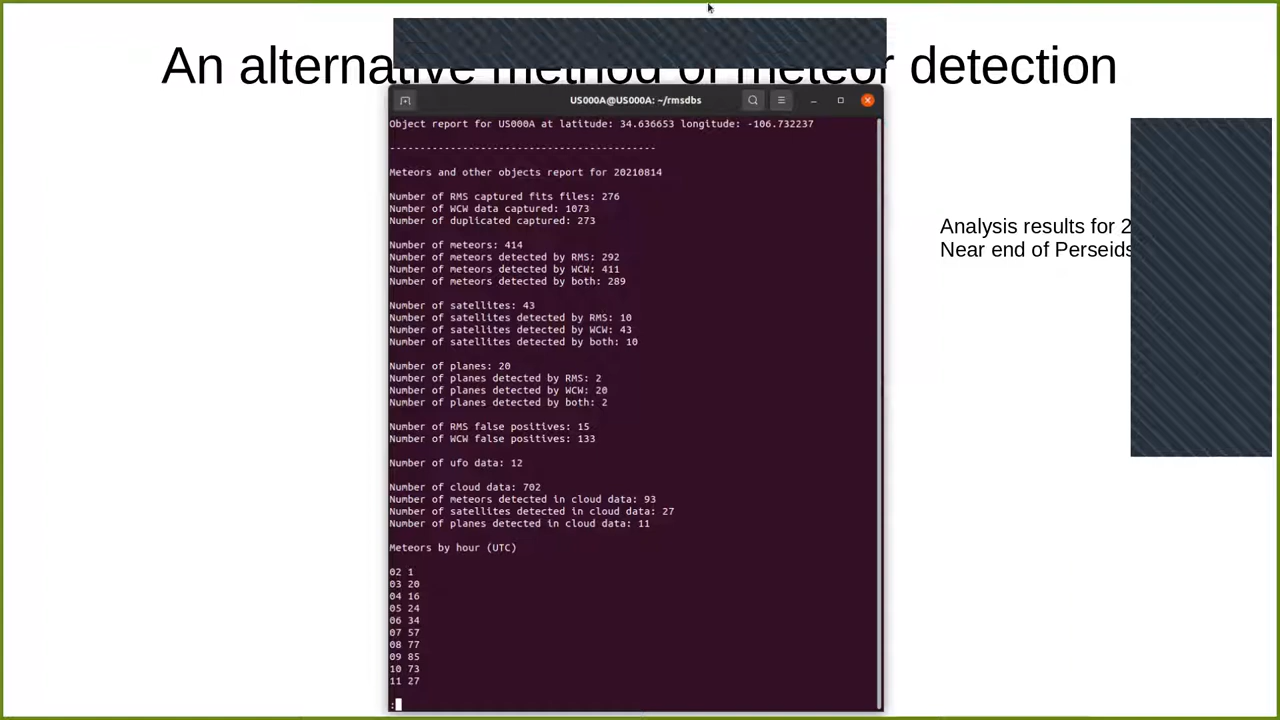 An alternative method of meteor detection
US000A@US000A: ~/rmsdbs
Object report for US000A at latitude: 34.636653 longitude: -106.732237
--------------------------------------------
Meteors and other objects report for 20210814
Number of RMS captured fits files: 276
Number of WCW data captured: 1073
Number of duplicated captured: 273
Number of meteors: 414
Number of meteors detected by RMS: 292
Number of meteors detected by WCW: 411
Number of meteors detected by both: 289
Number of satellites: 43
Number of satellites detected by RMS: 10
Number of satellites detected by WCW: 43
Number of satellites detected by both: 10
Number of planes: 20
Number of planes detected by RMS: 2
Number of planes detected by WCW: 20
Number of planes detected by both: 2
Number of RMS false positives: 15
Number of WCW false positives: 133
Number of ufo data: 12
Number of cloud data: 702
Number of meteors detected in cloud data: 93
Number of satellites detected in cloud data: 27
Number of planes detected in cloud data: 11
Meteors by hour (UTC)
02 1
03 20
04 16
05 24
06 34
07 57
08 77
09 85
10 73
11 27
:
Analysis results for 2
Near end of Perseids